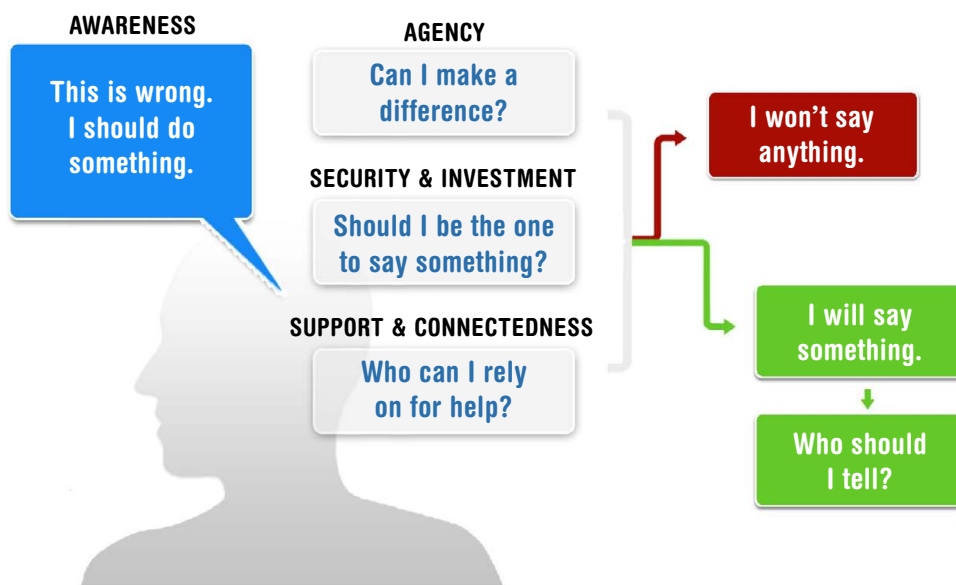 AWARENESS
This is wrong.
I should do
something.
AGENCY
Can I make a
difference?
SECURITY & INVESTMENT
Should I be the one
to say something?
SUPPORT & CONNECTEDNESS
Who can I rely
on for help?
I won’t say
anything.
I will say
something.
Who should
I tell?